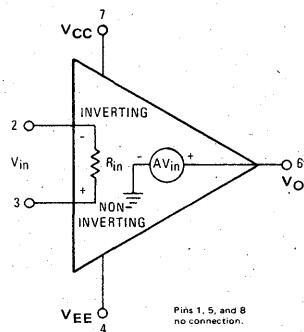 7
VCC
INVERTING
2
-
Vin
Rin
-
AVin
+
6
VO
3
+
NON-
INVERTING
VEE
4
Pins 1, 5, and 8
no connection.